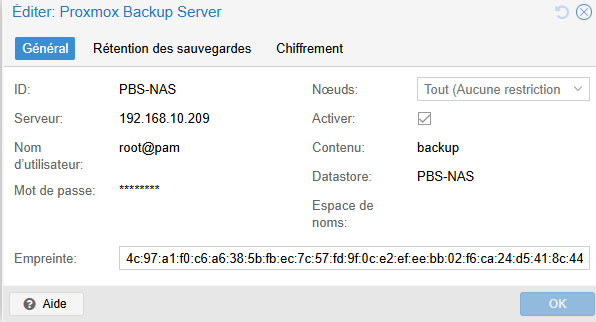 Éditer: Proxmox Backup Server
Général Rétention des sauvegardes Chiffrement
ID: PBS-NAS Nœuds: Tout (Aucune restriction
Serveur: 192.168.10.209 Activer:
Nom d'utilisateur: root@pam Contenu: backup
Datastore: PBS-NAS
Mot de passe: ******** Espace de noms:
Empreinte: 4c:97:a1:f0:c6:a6:38:5b:fb:ec:7c:57:fd:9f:0c:e2:ef:ee:bb:02:f6:ca:24:d5:41:8c:44
Aide OK